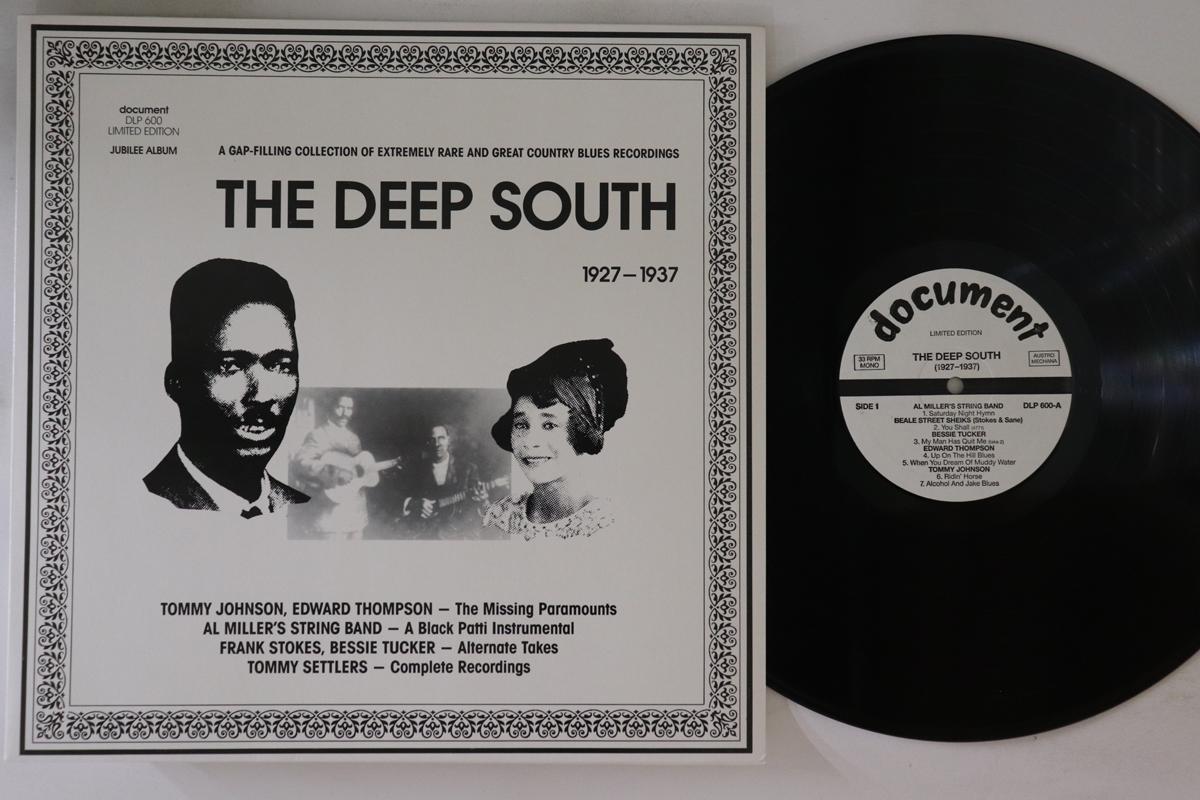 document
DLP 600
LIMITED EDITION
JUBILEE ALBUM
A GAP-FILLING COLLECTION OF EXTREMELY RARE AND GREAT COUNTRY BLUES RECORDINGS
THE DEEP SOUTH
1927–1937
TOMMY JOHNSON, EDWARD THOMPSON – The Missing Paramounts
AL MILLER'S STRING BAND – A Black Patti Instrumental
FRANK STOKES, BESSIE TUCKER – Alternate Takes
TOMMY SETTLERS – Complete Recordings
document
LIMITED EDITION
33 RPM
MONO
THE DEEP SOUTH
(1927–1937)
AUSTRO
MECHANA
SIDE 1
DLP 600-A
AL MILLER'S STRING BAND
1. Saturday Night Hymn
BEALE STREET SHEIKS (Stokes & Sane)
2. You Shall
BESSIE TUCKER
3. My Man Has Quit Me (take 2)
EDWARD THOMPSON
4. Up On The Hill Blues
5. When You Dream Of Muddy Water
TOMMY JOHNSON
6. Ridin' Horse
7. Alcohol And Jake Blues